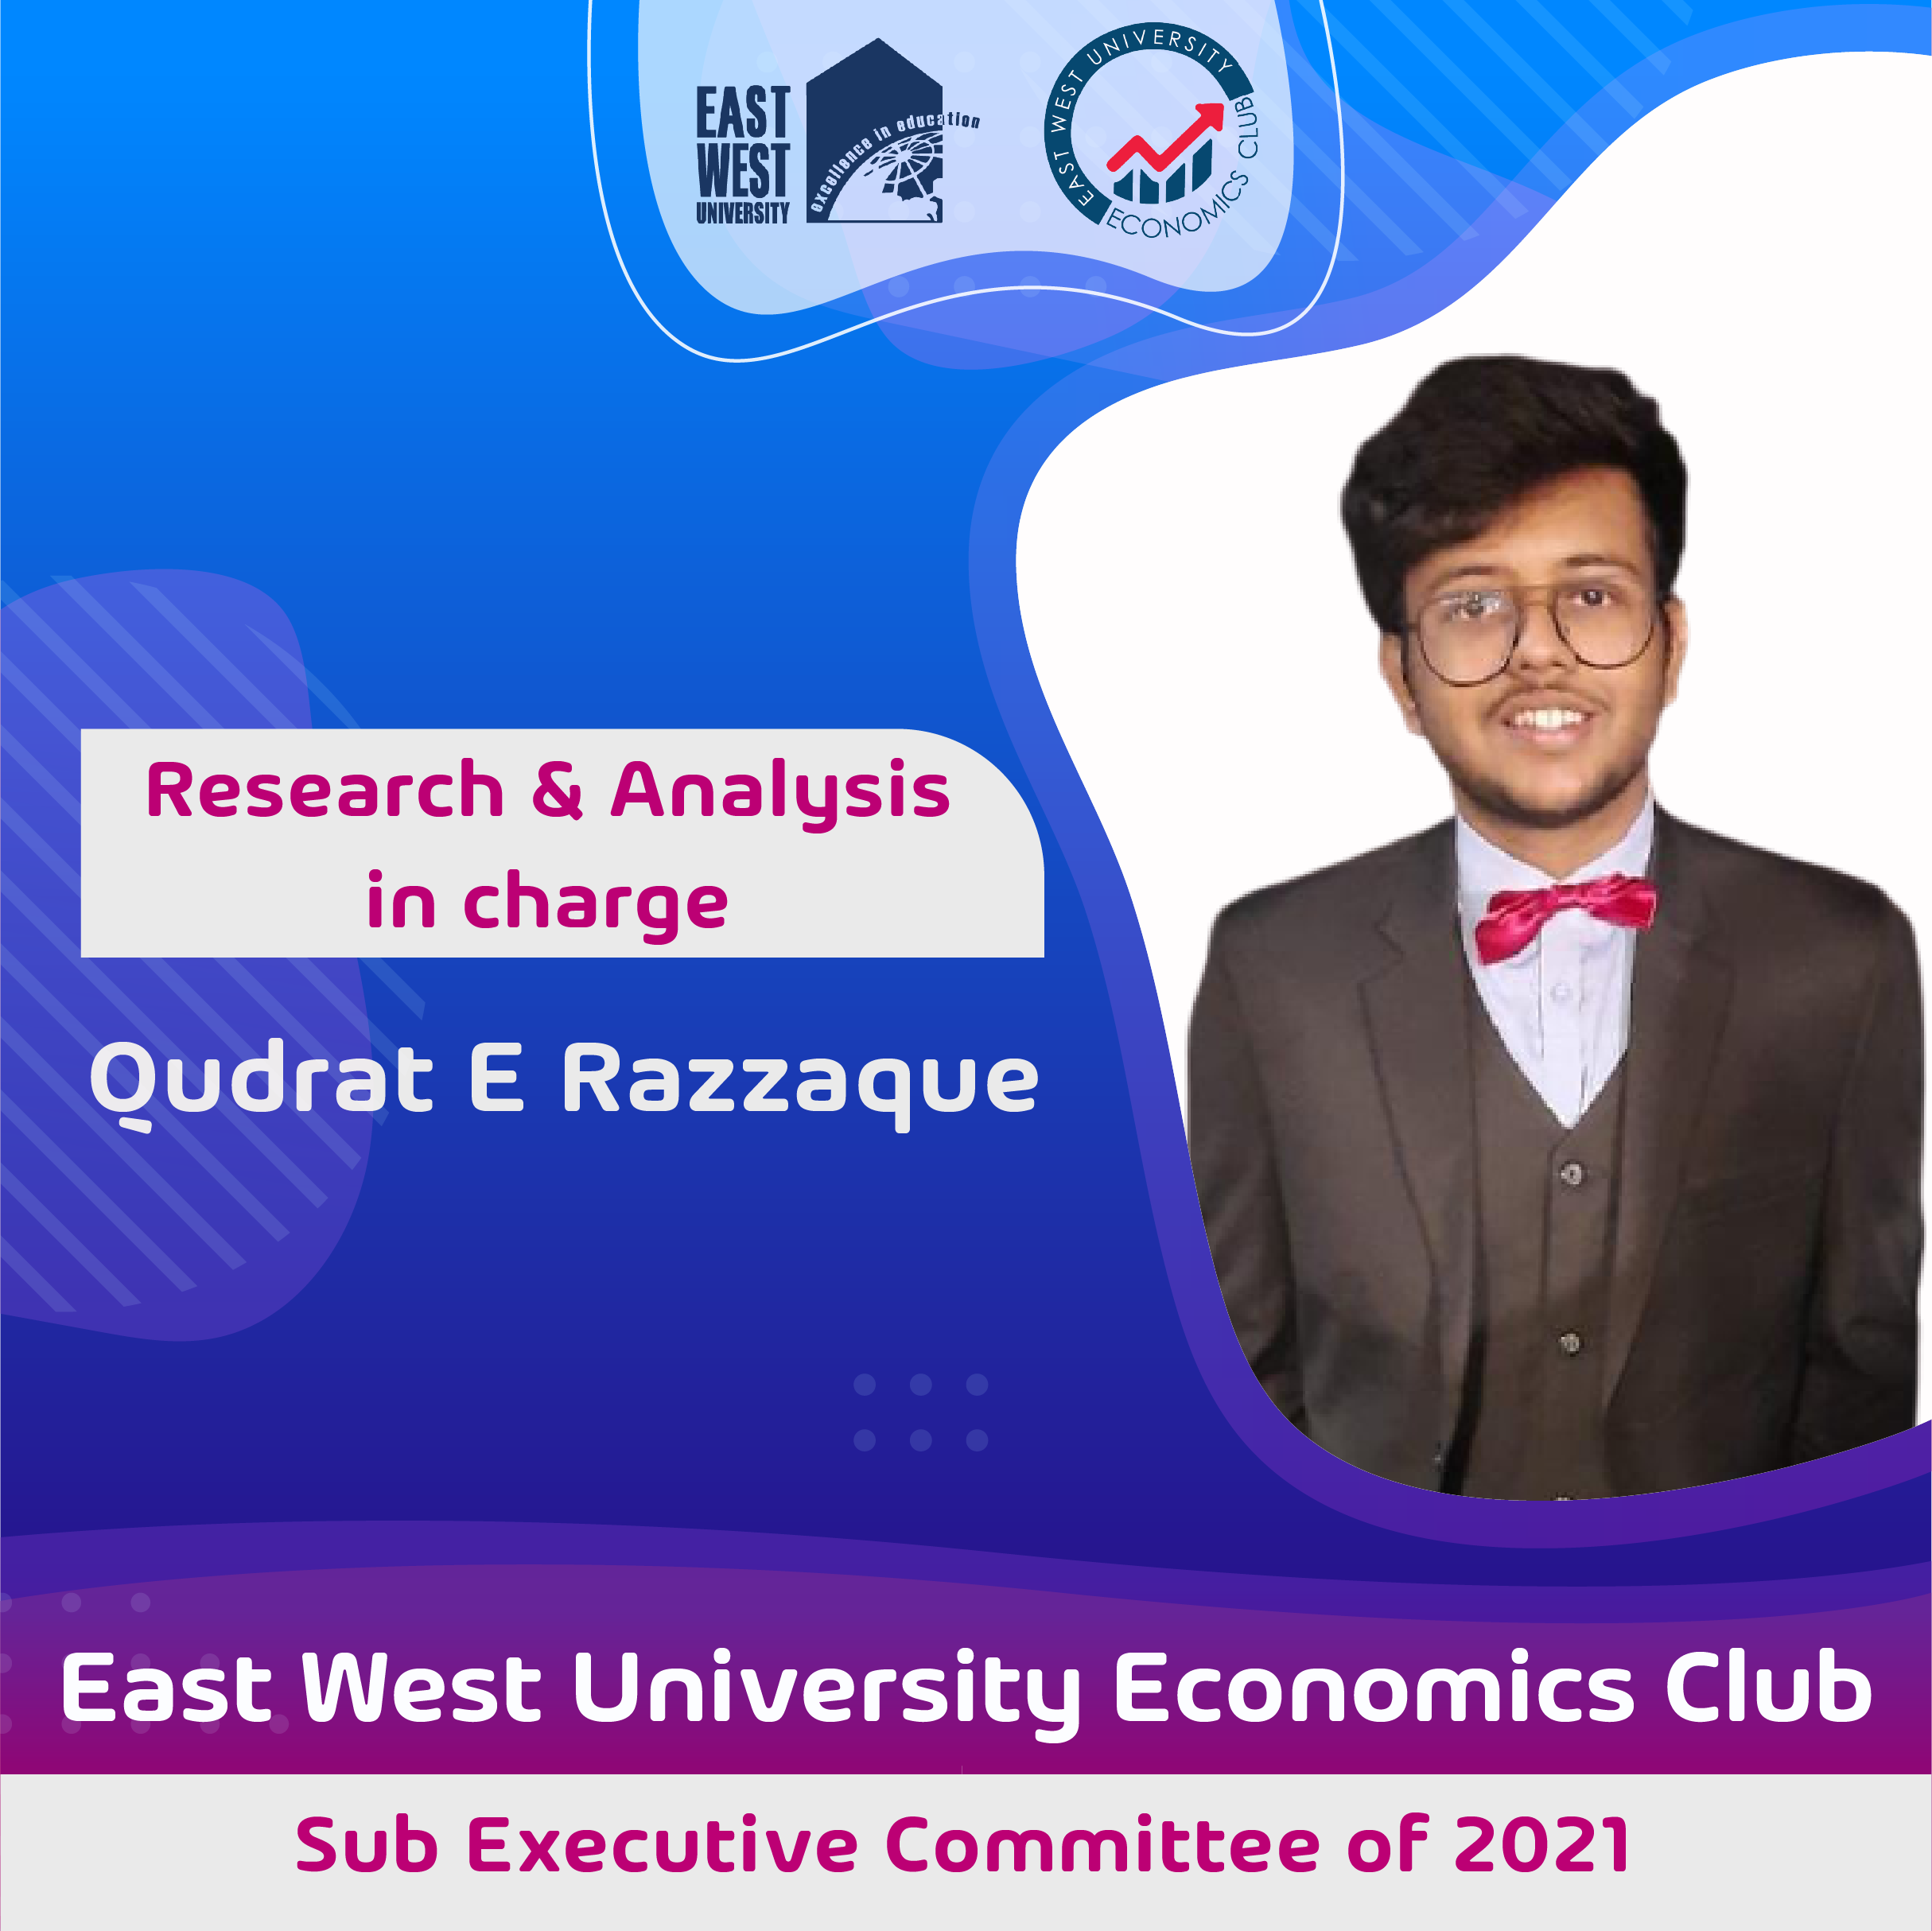 EAST
WEST
UNIVERSITY
excellence in education
EAST WEST UNIVERSITY
ECONOMICS CLUB
Research & Analysis
in charge
Qudrat E Razzaque
East West University Economics Club
Sub Executive Committee of 2021